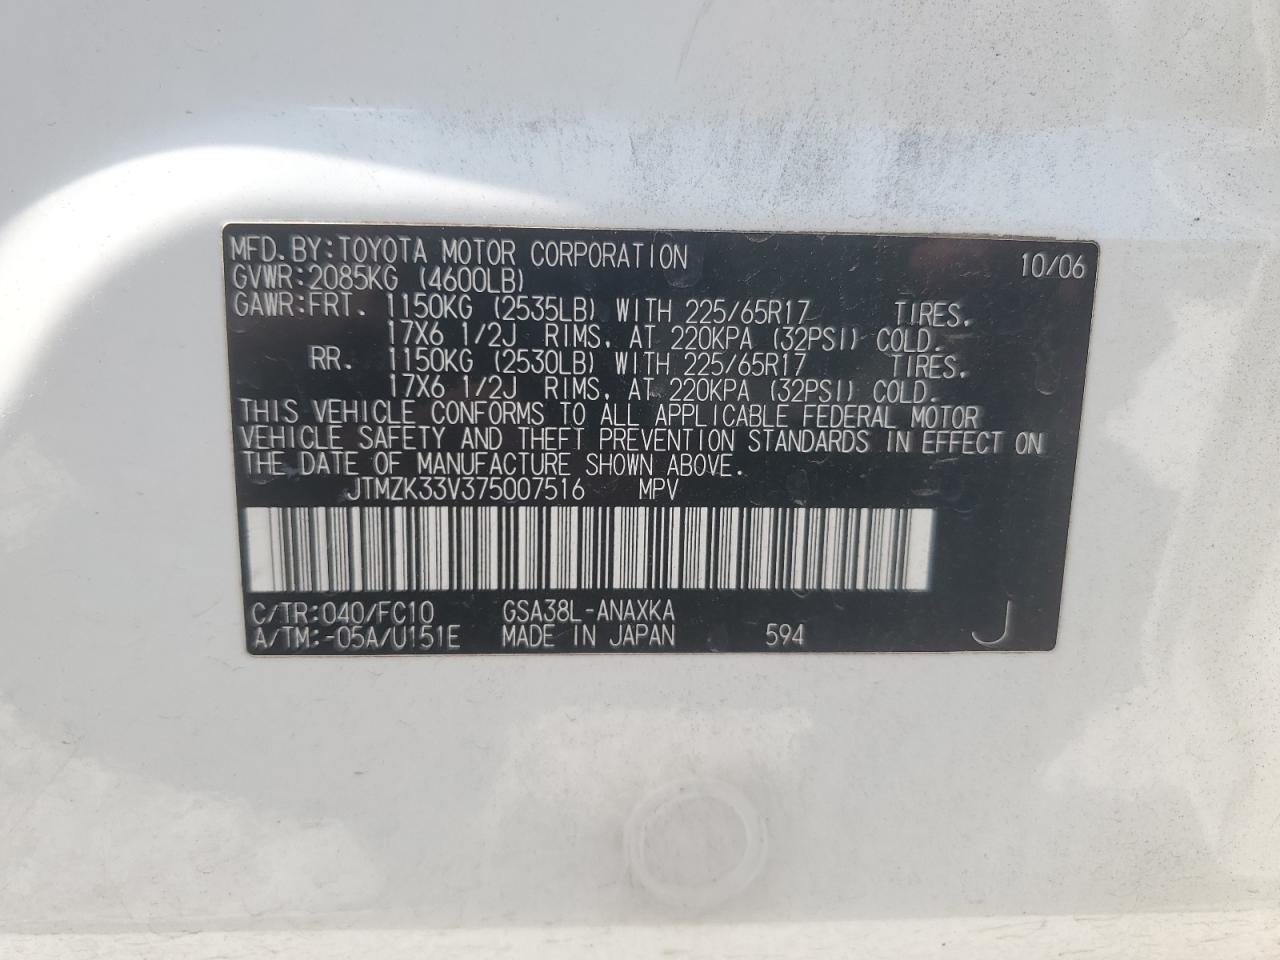 MFD. BY: TOYOTA MOTOR CORPORATION 10/06
GVWR: 2085KG (4600LB)
GAWR: FRT. 1150KG (2535LB) WITH 225/65R17 TIRES,
17X6 1/2J RIMS, AT 220KPA (32PSI) COLD.
RR. 1150KG (2530LB) WITH 225/65R17 TIRES,
17X6 1/2J RIMS, AT 220KPA (32PSI) COLD.
THIS VEHICLE CONFORMS TO ALL APPLICABLE FEDERAL MOTOR
VEHICLE SAFETY AND THEFT PREVENTION STANDARDS IN EFFECT ON
THE DATE OF MANUFACTURE SHOWN ABOVE.
JTMZK33V375007516 MPV
C/TR: 040/FC10 GSA38L-ANAXKA
A/TM: -05A/U151E MADE IN JAPAN 594 J